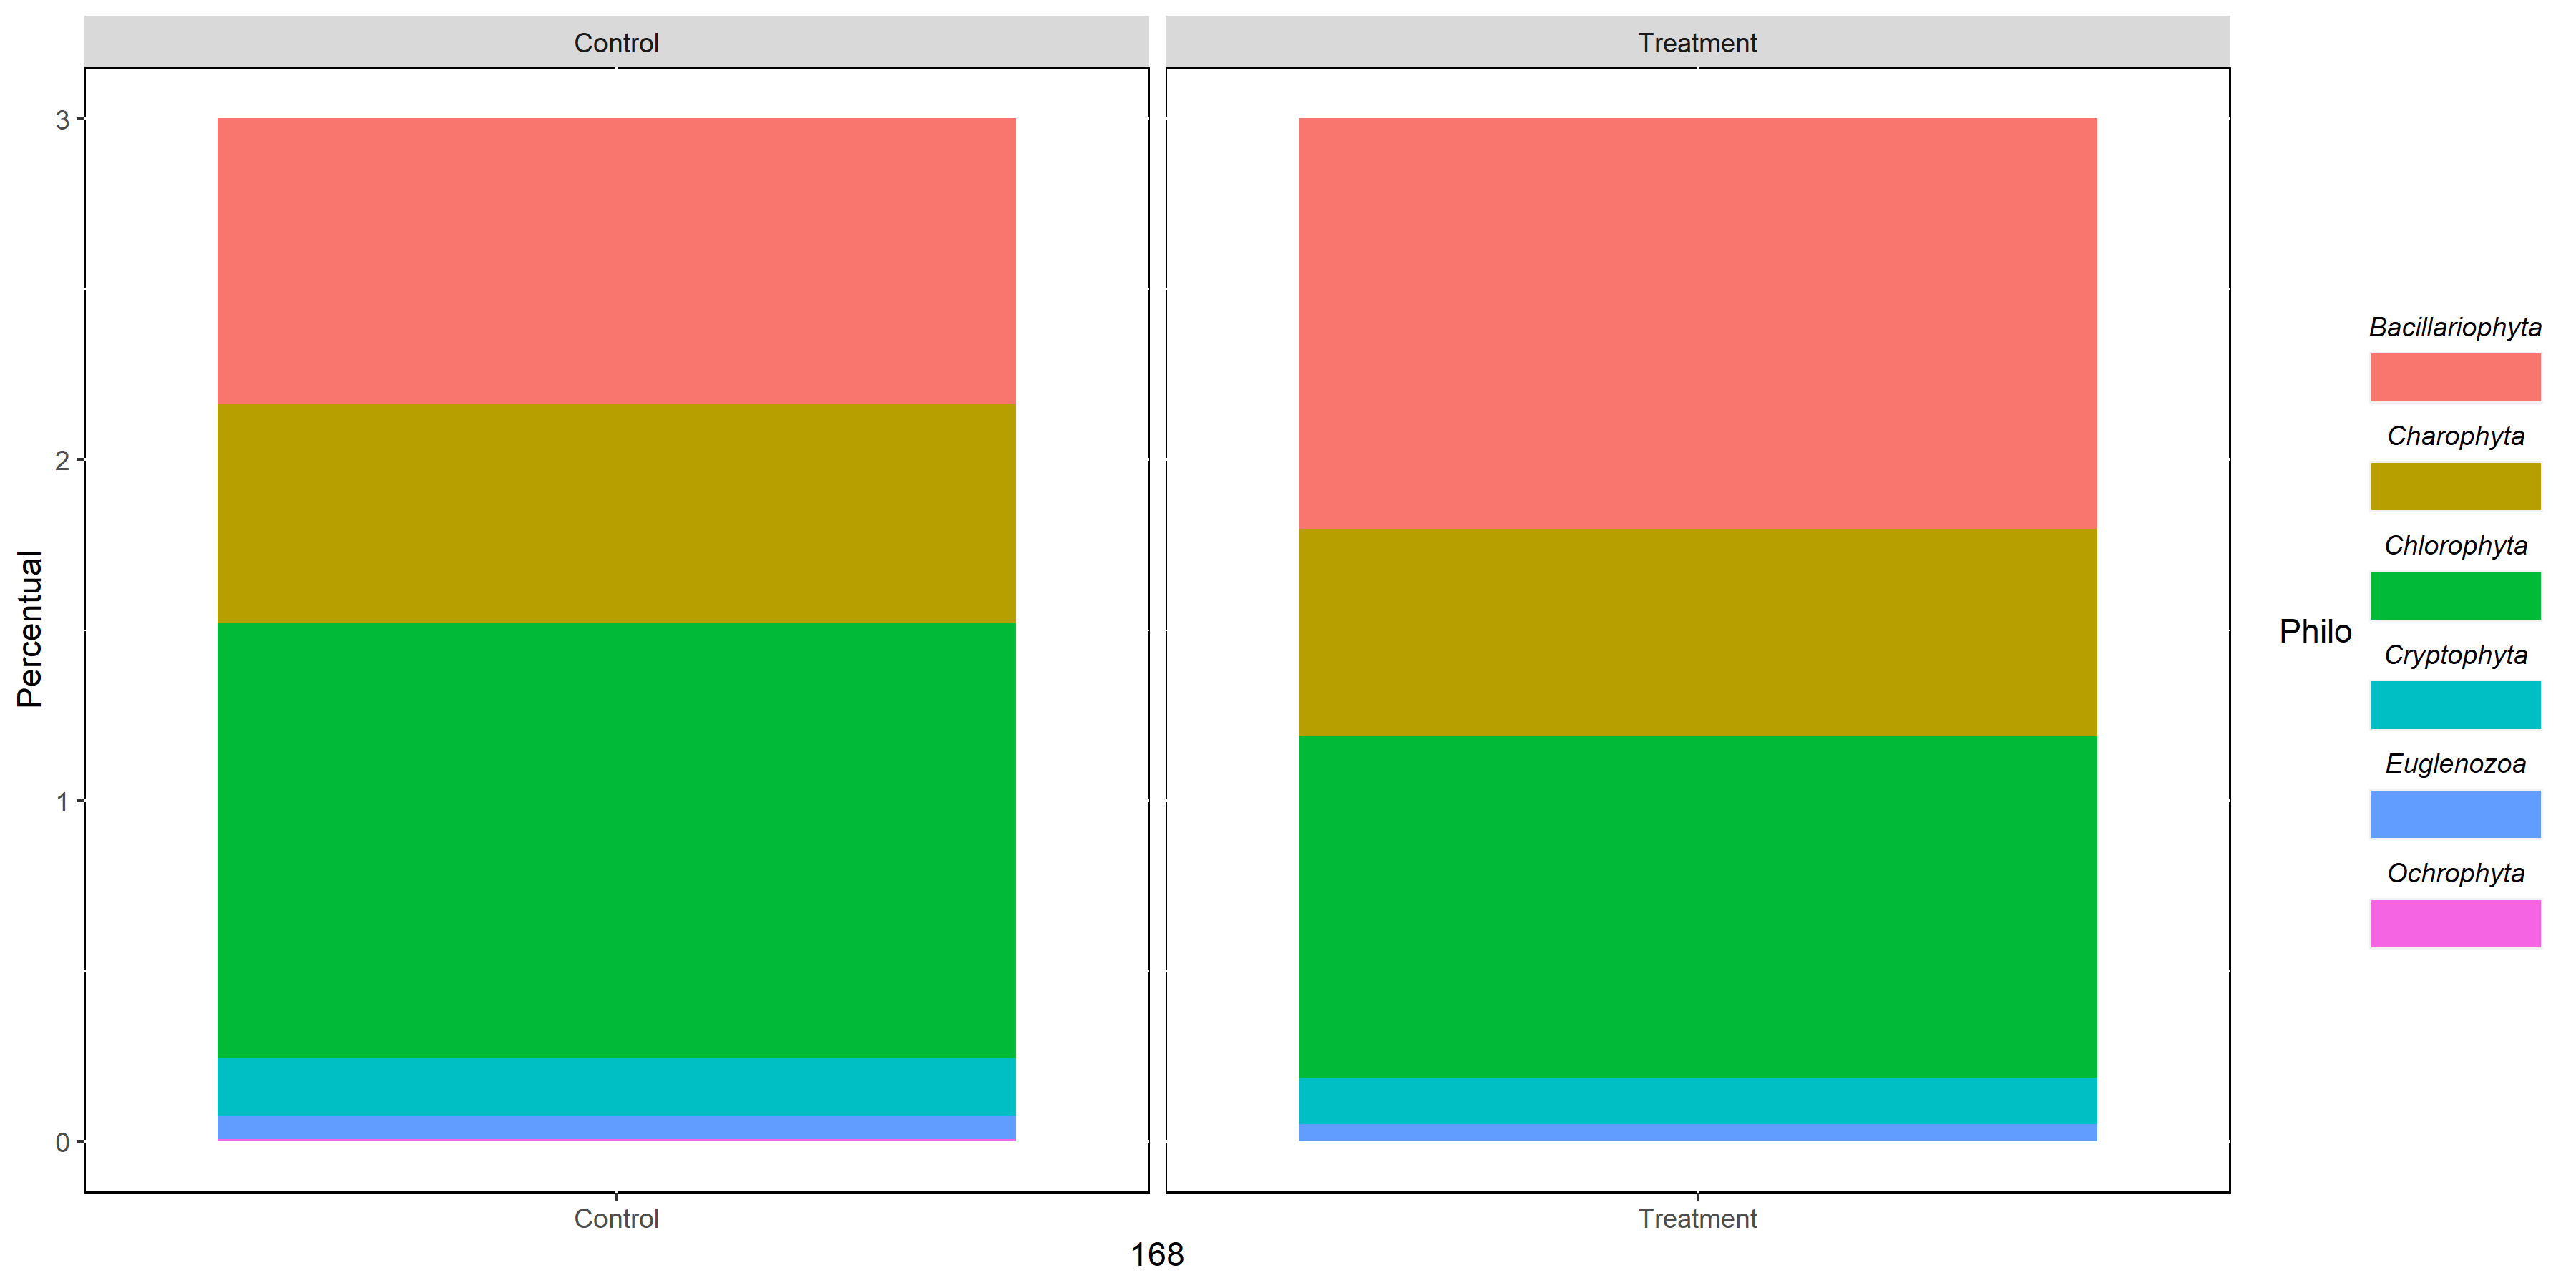 Control
Treatment
Percentual
3
2
1
0
Control
Treatment
168
Philo
Bacillariophyta
Charophyta
Chlorophyta
Cryptophyta
Euglenozoa
Ochrophyta